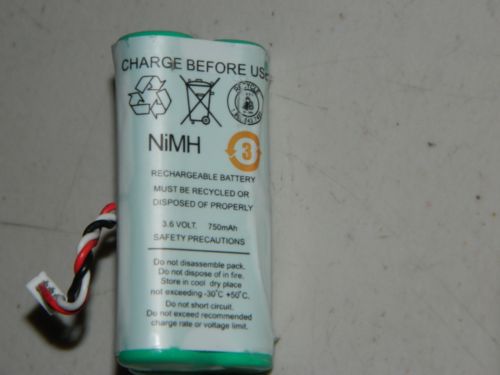 CHARGE BEFORE USE
NiMH
3
RECHARGEABLE BATTERY
MUST BE RECYCLED OR
DISPOSED OF PROPERLY
3.6 VOLT. 750mAh
SAFETY PRECAUTIONS
Do not disassemble pack.
Do not dispose of in fire.
Store in cool dry place
not exceeding -30°C +50°C.
Do not short circuit.
Do not exceed recommended
charge rate or voltage limit.